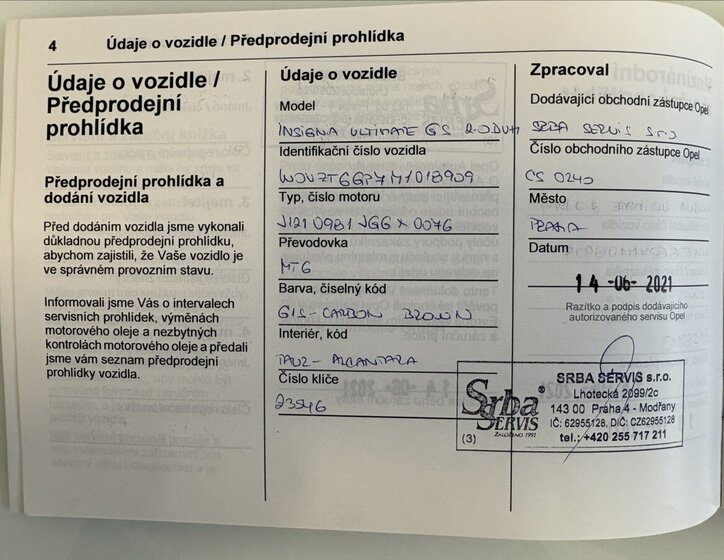 4 Údaje o vozidle / Předprodejní prohlídka
Údaje o vozidle /
Předprodejní
prohlídka
Předprodejní prohlídka a
dodání vozidla
Před dodáním vozidla jsme vykonali
důkladnou předprodejní prohlídku,
abychom zajistili, že Vaše vozidlo je
ve správném provozním stavu.
Informovali jsme Vás o intervalech
servisních prohlídek, výměnách
motorového oleje a nezbytných
kontrolách motorového oleje a předali
jsme vám seznam předprodejní
prohlídky vozidla.
Údaje o vozidle
Model
INSIGNIA ULTIMATE GS 2.0DUH
Identifikační číslo vozidla
W0VZT6GP7M1018909
Typ, číslo motoru
Převodovka
MT6
Barva, číselný kód
GIS- CARBON BROWN
Interiér, kód
TAUZ- ALCANTARA
Číslo klíče
23546
Zpracoval
Dodávající obchodní zástupce Opel
SRBA SERVIS S.R.O
Číslo obchodního zástupce Opel
CS 0240
Město
PRAHA
Datum
14 -06- 2021
Razítko a podpis dodávajícího
autorizovaného servisu Opel
Srba®
SERVIS
ZALOŽENO 1991
(3)
SRBA SERVIS s.r.o.
Lhotecká 2099/2c
143 00 Praha 4 - Modřany
IČ: 62955128, DIČ: CZ62955128
tel.: +420 255 717 211